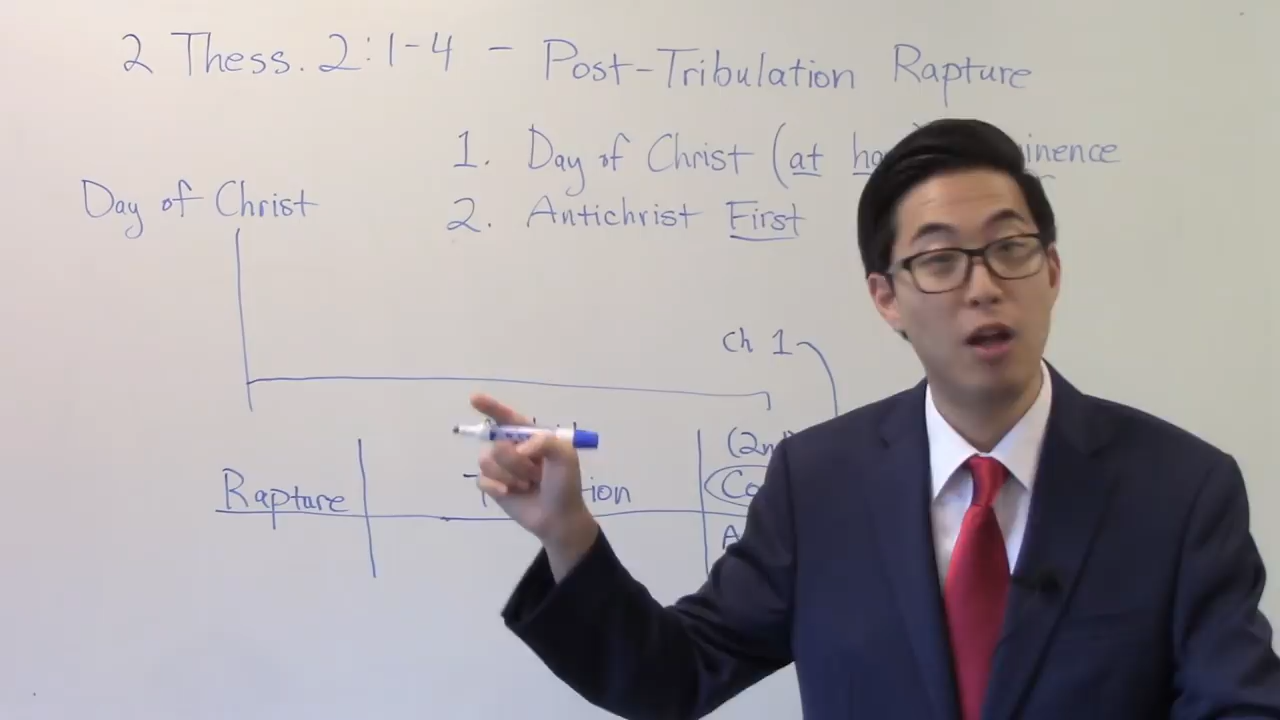 2 Thess. 2:1-4 - Post-Tribulation Rapture
1. Day of Christ (at
2. Antichrist First
Day of Christ
Ch 1
Rapture